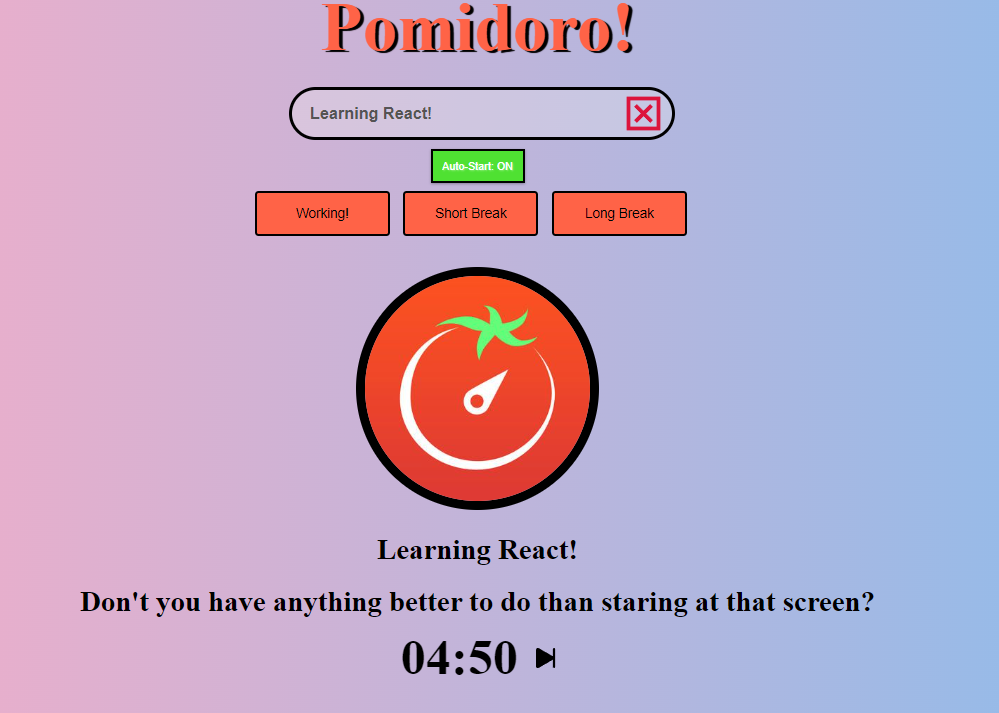 Pomidoro!
Learning React!
Auto-Start: ON
Working!
Short Break
Long Break
Learning React!
Don't you have anything better to do than staring at that screen?
04:50